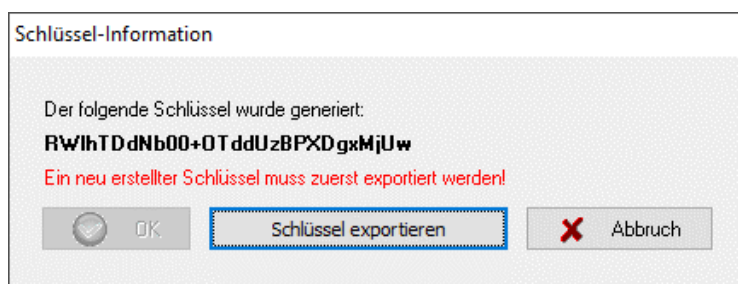 Schlüssel-Information
Der folgende Schlüssel wurde generiert:
RWlhTDdNb00+OTddUzBPXDgxMjUw
Ein neu erstellter Schlüssel muss zuerst exportiert werden!
OK
Schlüssel exportieren
Abbruch